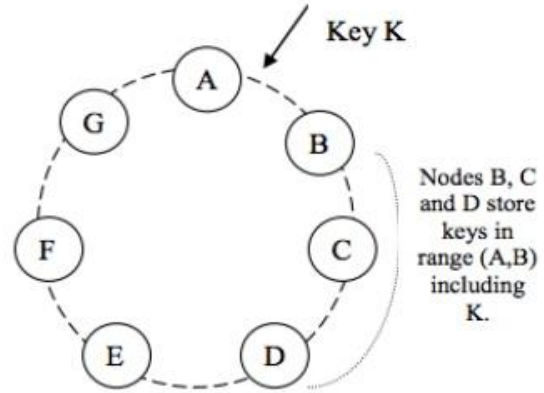 Key K
A
B
C
D
E
F
G
Nodes B, C
and D store
keys in
range (A,B)
including
K.